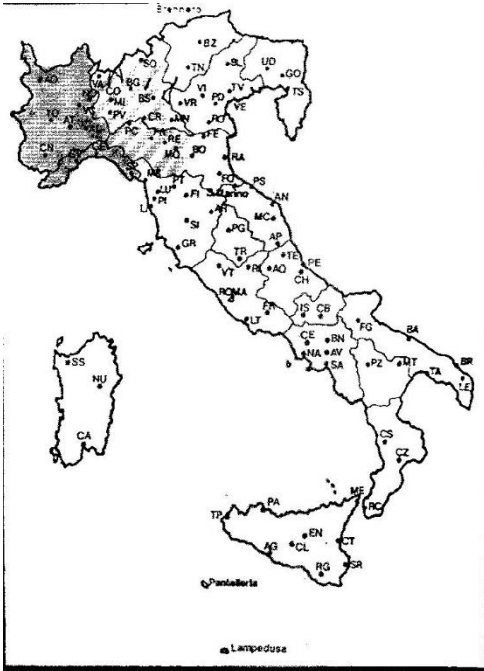 Brennero
BZ
SO
TN
BL
UD
GO
AO
VA
CO
BG
VI
TV
TS
MI
BS
VR
PD
VE
TO
PV
CR
MN
RO
AT
PC
PA
FE
RE
CN
MO
BO
RA
FO
S.Marino
PS
LU
PT
PI
FI
AN
LI
AR
MC
SI
PG
AP
GR
TR
TE
PE
VT
RI
AQ
CH
ROMA
FR
IS
CB
LT
FG
BA
CE
BN
NA
AV
SA
PZ
MT
TA
BR
LE
SS
NU
CA
CS
CZ
ME
RC
TP
PA
EN
CT
AG
CL
RG
SR
Pantelleria
Lampedusa